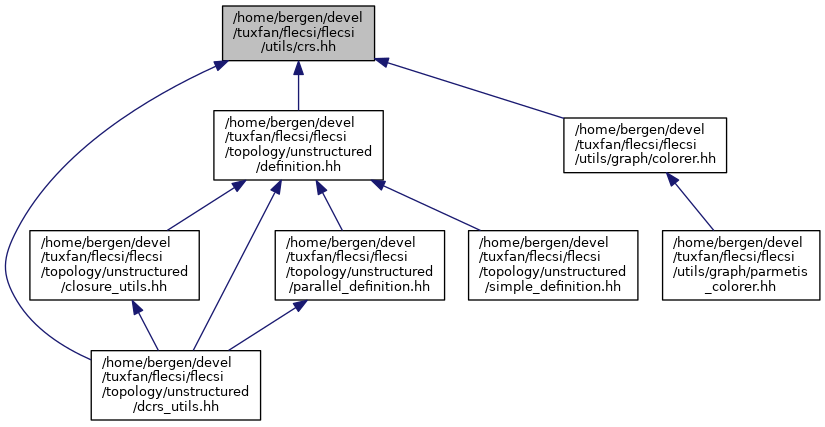 /home/bergen/devel
/tuxfan/flecsi/flecsi
/utils/crs.hh
/home/bergen/devel
/tuxfan/flecsi/flecsi
/topology/unstructured
/definition.hh
/home/bergen/devel
/tuxfan/flecsi/flecsi
/utils/graph/colorer.hh
/home/bergen/devel
/tuxfan/flecsi/flecsi
/topology/unstructured
/closure_utils.hh
/home/bergen/devel
/tuxfan/flecsi/flecsi
/topology/unstructured
/parallel_definition.hh
/home/bergen/devel
/tuxfan/flecsi/flecsi
/topology/unstructured
/simple_definition.hh
/home/bergen/devel
/tuxfan/flecsi/flecsi
/utils/graph/parmetis
_colorer.hh
/home/bergen/devel
/tuxfan/flecsi/flecsi
/topology/unstructured
/dcrs_utils.hh